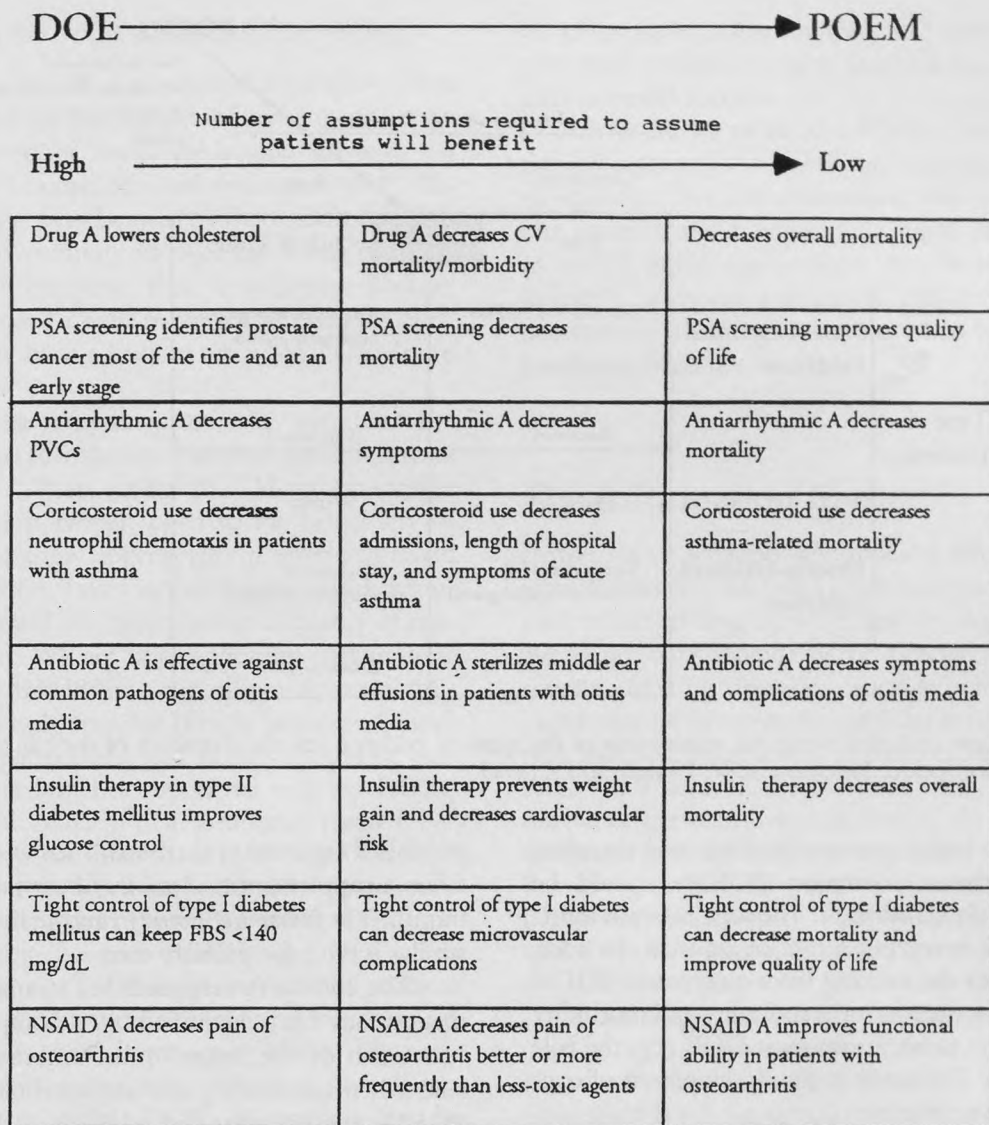 DOE POEM
Number of assumptions required to assume
patients will benefit
High Low
Drug A lowers cholesterol
Drug A decreases CV
mortality/morbidity
Decreases overall mortality
PSA screening identifies prostate
cancer most of the time and at an
early stage
PSA screening decreases
mortality
PSA screening improves quality
of life
Antiarrhythmic A decreases
PVCs
Antiarrhythmic A decreases
symptoms
Antiarrhythmic A decreases
mortality
Corticosteroid use decreases
neutrophil chemotaxis in patients
with asthma
Corticosteroid use decreases
admissions, length of hospital
stay, and symptoms of acute
asthma
Corticosteroid use decreases
asthma-related mortality
Antibiotic A is effective against
common pathogens of otitis
media
Antibiotic A sterilizes middle ear
effusions in patients with otitis
media
Antibiotic A decreases symptoms
and complications of otitis media
Insulin therapy in type II
diabetes mellitus improves
glucose control
Insulin therapy prevents weight
gain and decreases cardiovascular
risk
Insulin therapy decreases overall
mortality
Tight control of type I diabetes
mellitus can keep FBS <140
mg/dL
Tight control of type I diabetes
can decrease microvascular
complications
Tight control of type I diabetes
can decrease mortality and
improve quality of life
NSAID A decreases pain of
osteoarthritis
NSAID A decreases pain of
osteoarthritis better or more
frequently than less-toxic agents
NSAID A improves functional
ability in patients with
osteoarthritis